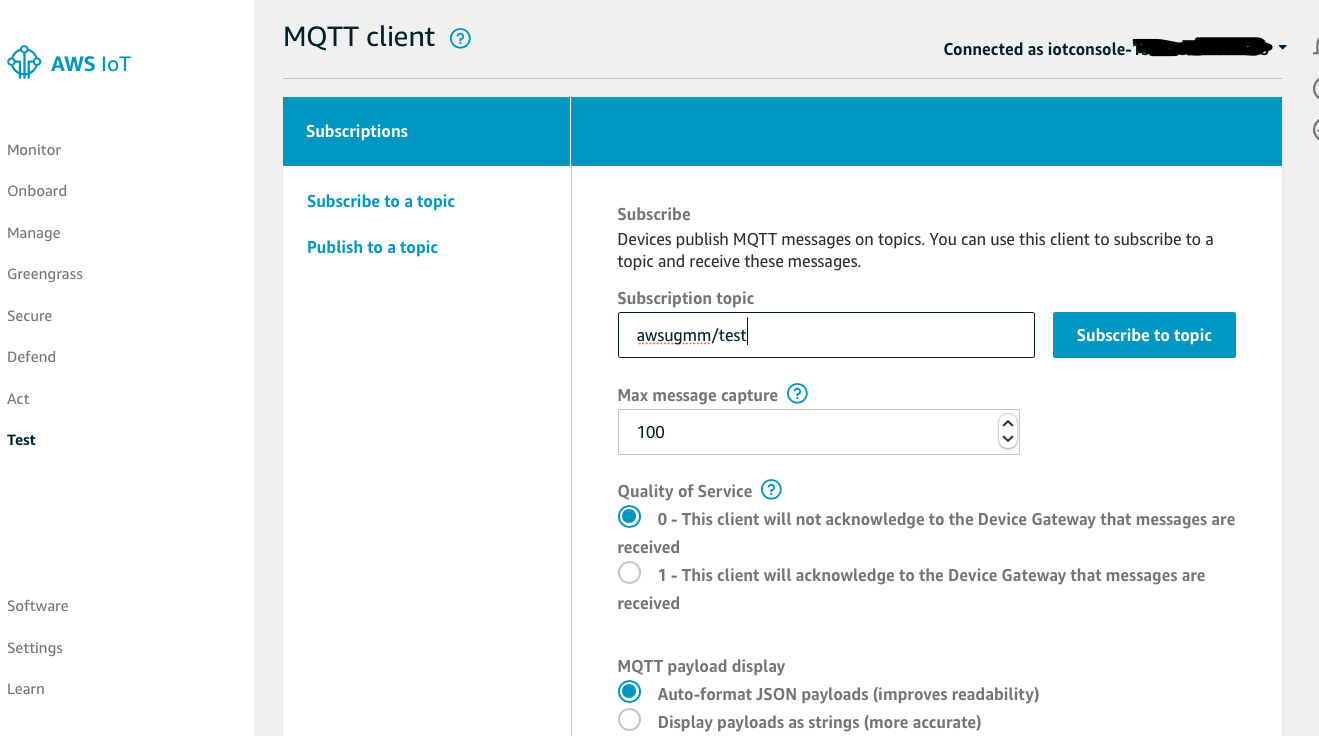 MQTT client
Connected as iotconsole-
AWS IoT
Monitor
Onboard
Manage
Greengrass
Secure
Defend
Act
Test
Software
Settings
Learn
Subscriptions
Subscribe to a topic
Publish to a topic
Subscribe
Devices publish MQTT messages on topics. You can use this client to subscribe to a
topic and receive these messages.
Subscription topic
awsugmm/test
Subscribe to topic
Max message capture
100
Quality of Service
0 - This client will not acknowledge to the Device Gateway that messages are
received
1 - This client will acknowledge to the Device Gateway that messages are
received
MQTT payload display
Auto-format JSON payloads (improves readability)
Display payloads as strings (more accurate)